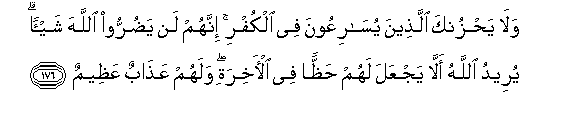 وَلَا يَحْزُنكَ ٱلَّذِينَ يُسَـٰرِعُونَ فِى ٱلْكُفْرِ ۚ إِنَّهُمْ لَن يَضُرُّوا۟ ٱللَّهَ شَيْـًٔا ۗ
يُرِيدُ ٱللَّهُ أَلَّا يَجْعَلَ لَهُمْ حَظًّا فِى ٱلْـَٔاخِرَةِ ۖ وَلَهُمْ عَذَابٌ عَظِيمٌ ﴿١٧٦﴾